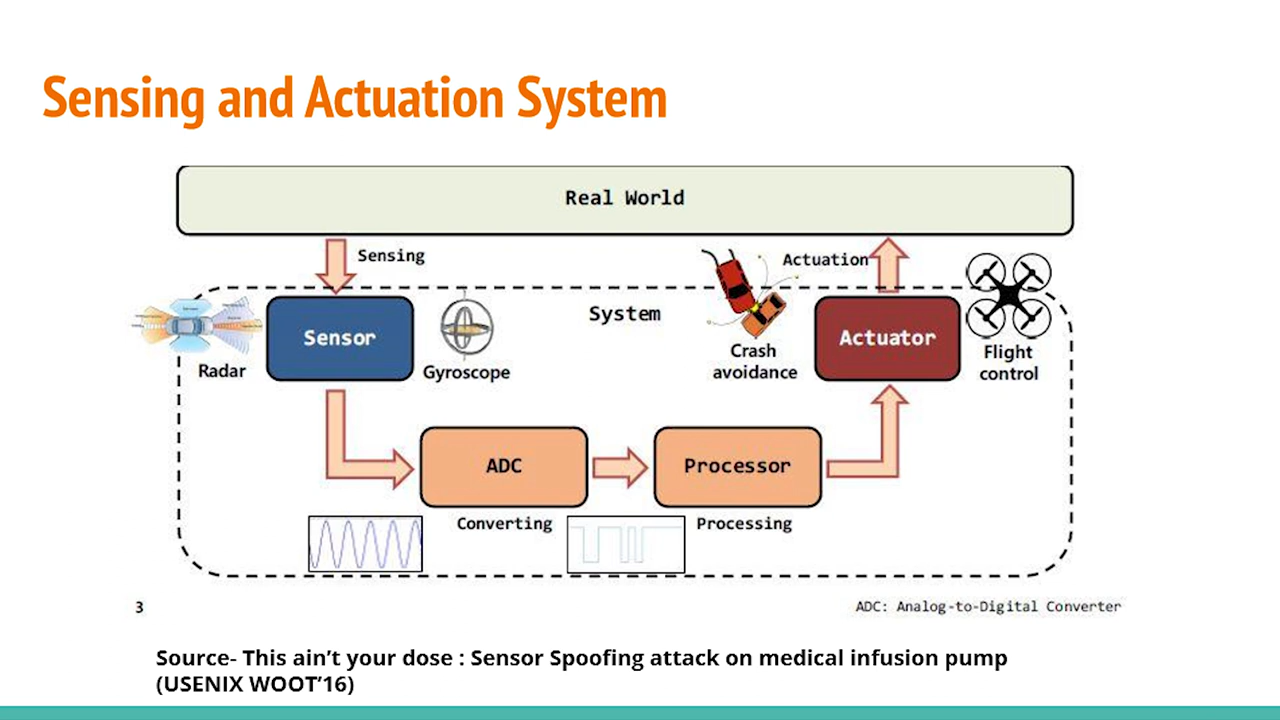 Sensing and Actuation System
Real World
Sensing
Actuation
System
Sensor
Actuator
Radar
Gyroscope
Crash
avoidance
Flight
control
ADC
Processor
Converting
Processing
3
ADC: Analog-to-Digital Converter
Source- This ain’t your dose : Sensor Spoofing attack on medical infusion pump
(USENIX WOOT’16)